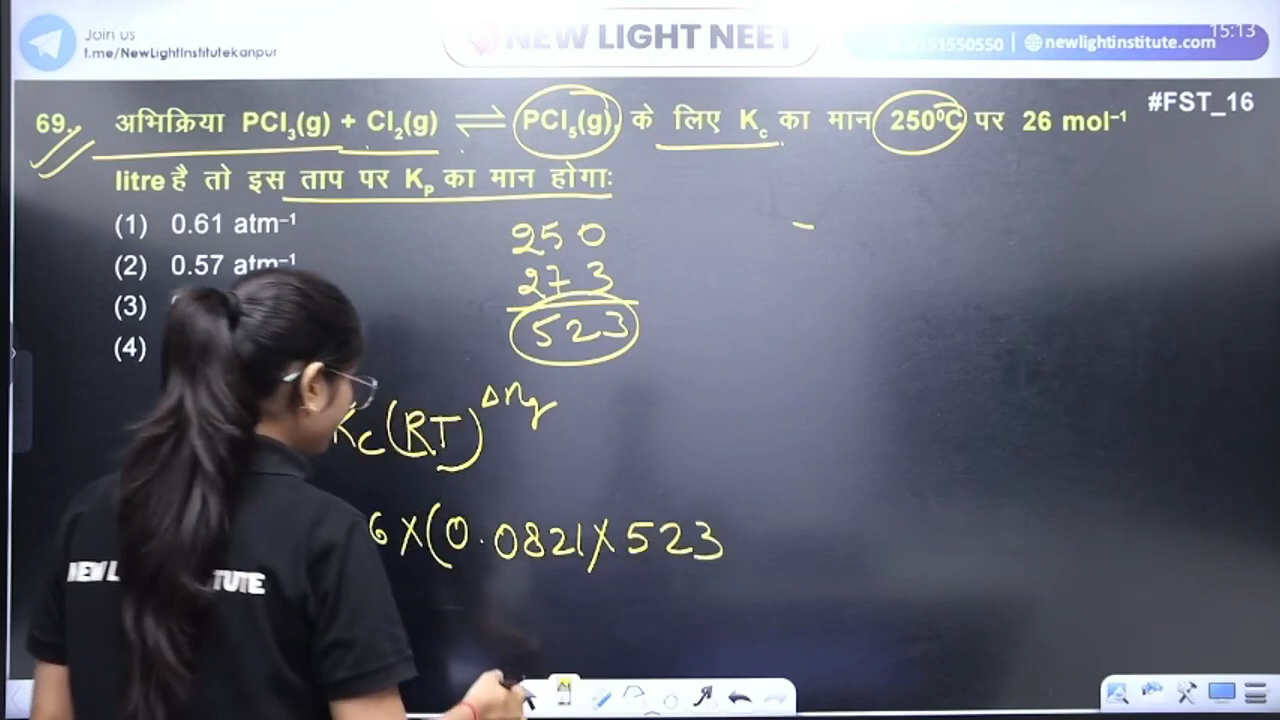 Join us
t.me/NewLightInstitutekanpur
NEW LIGHT NEET
newlightinstitute.com
15:13
#FST_16
69. अभिक्रिया PCl₃(g) + Cl₂(g) ⇌ PCl₅(g), के लिए K꜀ का मान 250⁰C पर 26 mol⁻¹
litre है तो इस ताप पर Kₚ का मान होगाः
(1) 0.61 atm⁻¹
(2) 0.57 atm⁻¹
(3)
(4)
250
273
523
Kc(RT)^Δng
6×(0.0821×523
NEW L TUTE